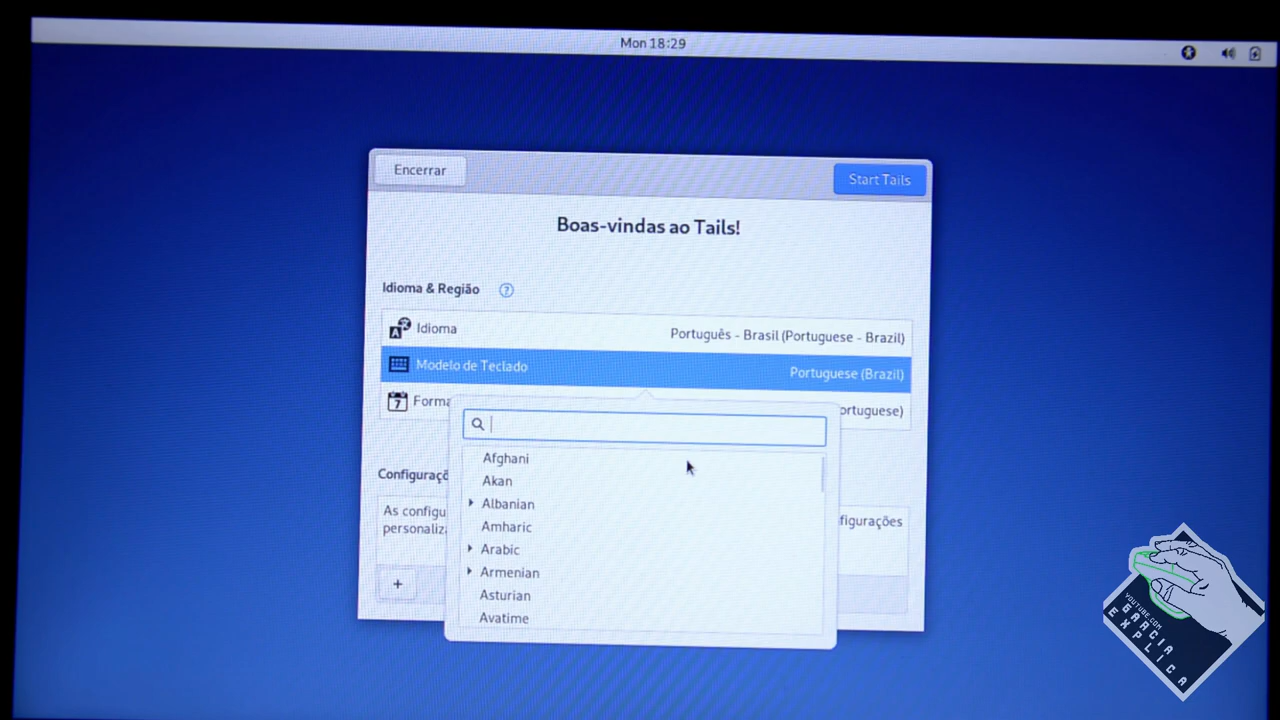 Mon 18:29
Encerrar
Start Tails
Boas-vindas ao Tails!
Idioma & Região ?
Idioma Português - Brasil (Portuguese - Brazil)
Modelo de Teclado Portuguese (Brazil)
7 Forma ortuguese)
Afghani
Akan
Albanian
Amharic
Arabic
Armenian
Asturian
Avatime
Configuraçõ
As configu figurações
personaliza
+
YOUTUBE.COM
GARCIA
EXPLICA